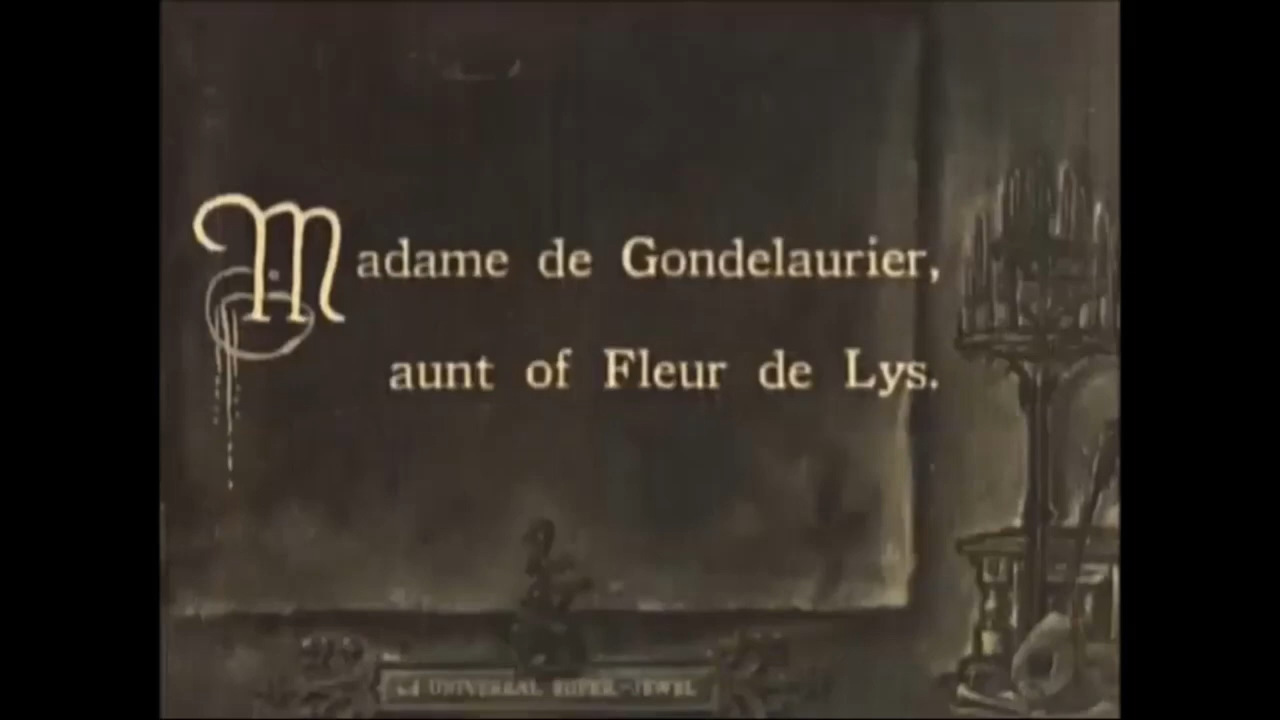 Madame de Gondelaurier,
aunt of Fleur de Lys.
A UNIVERSAL SUPER-JEWEL